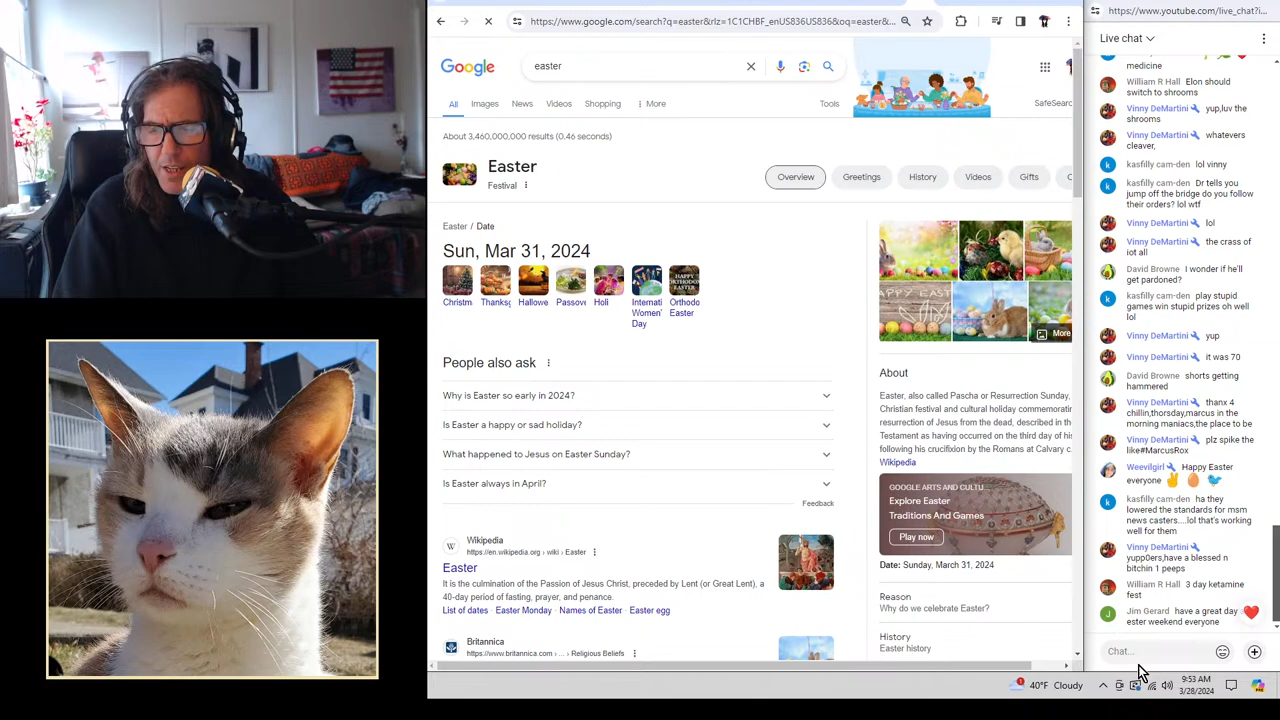 https://www.google.com/search?q=easter&rlz=1C1CHBF_enUS836US836&oq=easter&...
Google
easter
All
Images
News
Videos
Shopping
More
Tools
SafeSearc
About 3,460,000,000 results (0.46 seconds)
Easter
Festival
Overview
Greetings
History
Videos
Gifts
Easter / Date
Sun, Mar 31, 2024
Christm
Thanksg
Hallowe
Passove
Holi
Internati
Women'
Day
Orthodo
Easter
People also ask
Why is Easter so early in 2024?
Is Easter a happy or sad holiday?
What happened to Jesus on Easter Sunday?
Is Easter always in April?
Feedback
Wikipedia
https://en.wikipedia.org › wiki › Easter
Easter
It is the culmination of the Passion of Jesus Christ, preceded by Lent (or Great Lent), a
40-day period of fasting, prayer, and penance.
List of dates · Easter Monday · Names of Easter · Easter egg
Britannica
https://www.britannica.com › ... › Religious Beliefs
More
About
Easter, also called Pascha or Resurrection Sunday,
Christian festival and cultural holiday commemorating
resurrection of Jesus from the dead, described in the
Testament as having occurred on the third day of his
following his crucifixion by the Romans at Calvary c.
Wikipedia
GOOGLE ARTS AND CULTU...
Explore Easter
Traditions And Games
Play now
Date: Sunday, March 31, 2024
Reason
Why do we celebrate Easter?
History
Easter history
https://www.youtube.com/live_chat?i...
Live chat
medicine
William R Hall Elon should
switch to shrooms
Vinny DeMartini yup,luv the
shrooms
Vinny DeMartini whatevers
cleaver,
kasfilly cam-den lol vinny
kasfilly cam-den Dr tells you
jump off the bridge do you follow
their orders? lol wtf
Vinny DeMartini lol
Vinny DeMartini the crass of
iot all
David Browne I wonder if he'll
get pardoned?
kasfilly cam-den play stupid
games win stupid prizes oh well
lol
Vinny DeMartini yup
Vinny DeMartini it was 70
David Browne shorts getting
hammered
Vinny DeMartini thanx 4
chillin,thorsday,marcus in the
morning maniacs,the place to be
Vinny DeMartini plz spike the
like#MarcusRox
Weevilgirl Happy Easter
everyone ✌️ 🥚 🐦
kasfilly cam-den ha they
lowered the standards for msm
news casters....lol that's working
well for them
Vinny DeMartini
yupp0ers,have a blessed n
bitchin 1 peeps
William R Hall 3 day ketamine
fest
Jim Gerard have a great day
ester weekend everyone
Chat...
40°F Cloudy
9:53 AM
3/28/2024